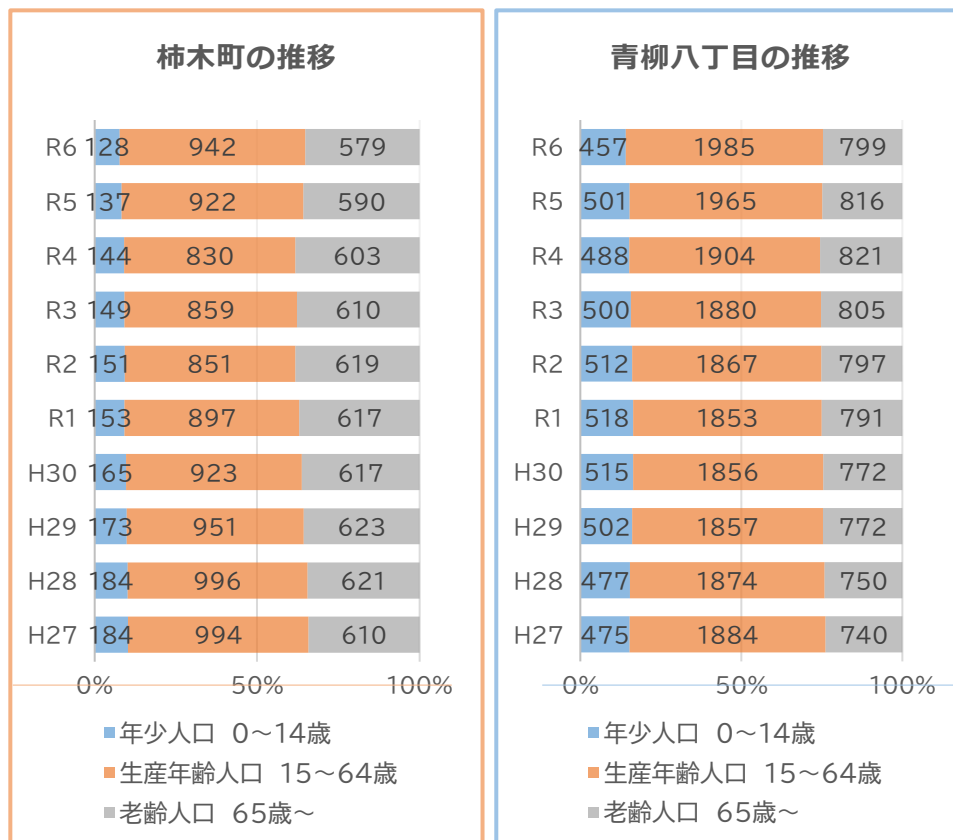 柿木町の推移
R6 128 942 579
R5 137 922 590
R4 144 830 603
R3 149 859 610
R2 151 851 619
R1 153 897 617
H30 165 923 617
H29 173 951 623
H28 184 996 621
H27 184 994 610
0% 50% 100%
年少人口 0～14歳
生産年齢人口 15～64歳
老齢人口 65歳～
青柳八丁目の推移
R6 457 1985 799
R5 501 1965 816
R4 488 1904 821
R3 500 1880 805
R2 512 1867 797
R1 518 1853 791
H30 515 1856 772
H29 502 1857 772
H28 477 1874 750
H27 475 1884 740
0% 50% 100%
年少人口 0～14歳
生産年齢人口 15～64歳
老齢人口 65歳～